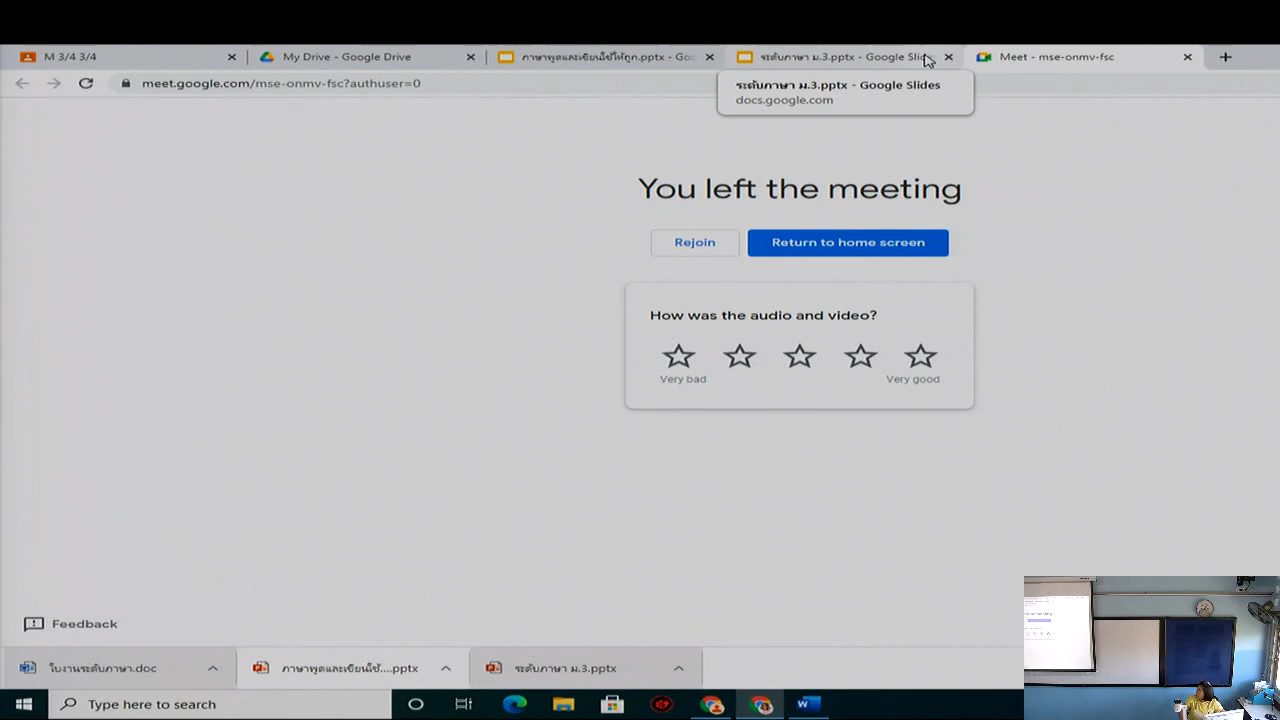 M 3/4 3/4
My Drive - Google Drive
ภาษาพูดและเขียนใช้ให้ถูก.pptx - Goo
ระดับภาษา ม.3.pptx - Google Slid
Meet - mse-onmv-fsc
meet.google.com/mse-onmv-fsc?authuser=0
ระดับภาษา ม.3.pptx - Google Slides
docs.google.com
You left the meeting
Rejoin
Return to home screen
How was the audio and video?
Very bad
Very good
Feedback
ใบงานระดับภาษา.doc
ภาษาพูดและเขียนใช้....pptx
ระดับภาษา ม.3.pptx
Type here to search